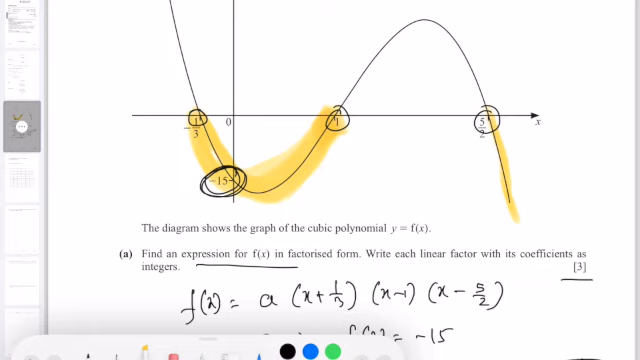 -1/3
0
1
5/2
x
-15
The diagram shows the graph of the cubic polynomial y = f(x).
(a) Find an expression for f(x) in factorised form. Write each linear factor with its coefficients as
integers. [3]
f(x) = a (x + 1/3) (x-1) (x - 5/2)
= -15